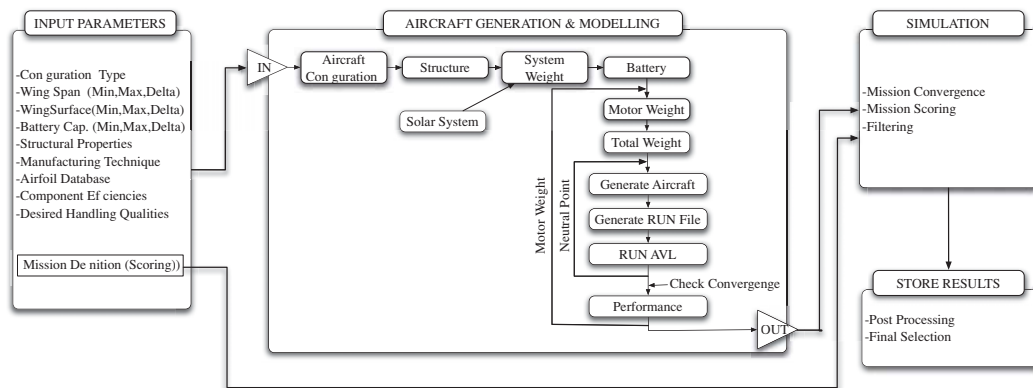 INPUT PARAMETERS
-Con guration Type
-Wing Span (Min,Max,Delta)
-WingSurface(Min,Max,Delta)
-Battery Cap. (Min,Max,Delta)
-Structural Properties
-Manufacturing Technique
-Airfoil Database
-Component Ef ciencies
-Desired Handling Qualities
Mission De nition (Scoring))
AIRCRAFT GENERATION & MODELLING
IN
Aircraft
Con guration
Structure
System
Weight
Battery
Solar System
Motor Weight
Total Weight
Generate Aircraft
Generate RUN File
RUN AVL
Check Convergenge
Performance
Motor Weight
Neutral Point
OUT
SIMULATION
-Mission Convergence
-Mission Scoring
-Filtering
STORE RESULTS
-Post Processing
-Final Selection